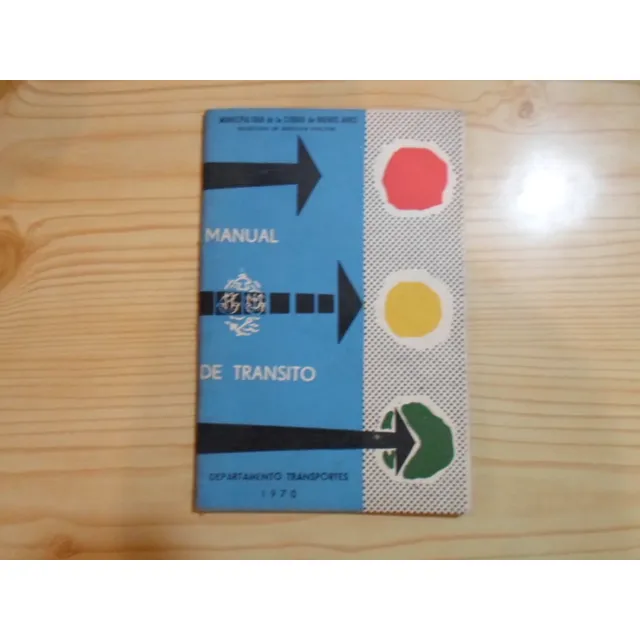 MUNICIPALIDAD de la CIUDAD de BUENOS AIRES
MANUAL
DE TRANSITO
DEPARTAMENTO TRANSPORTES
1970